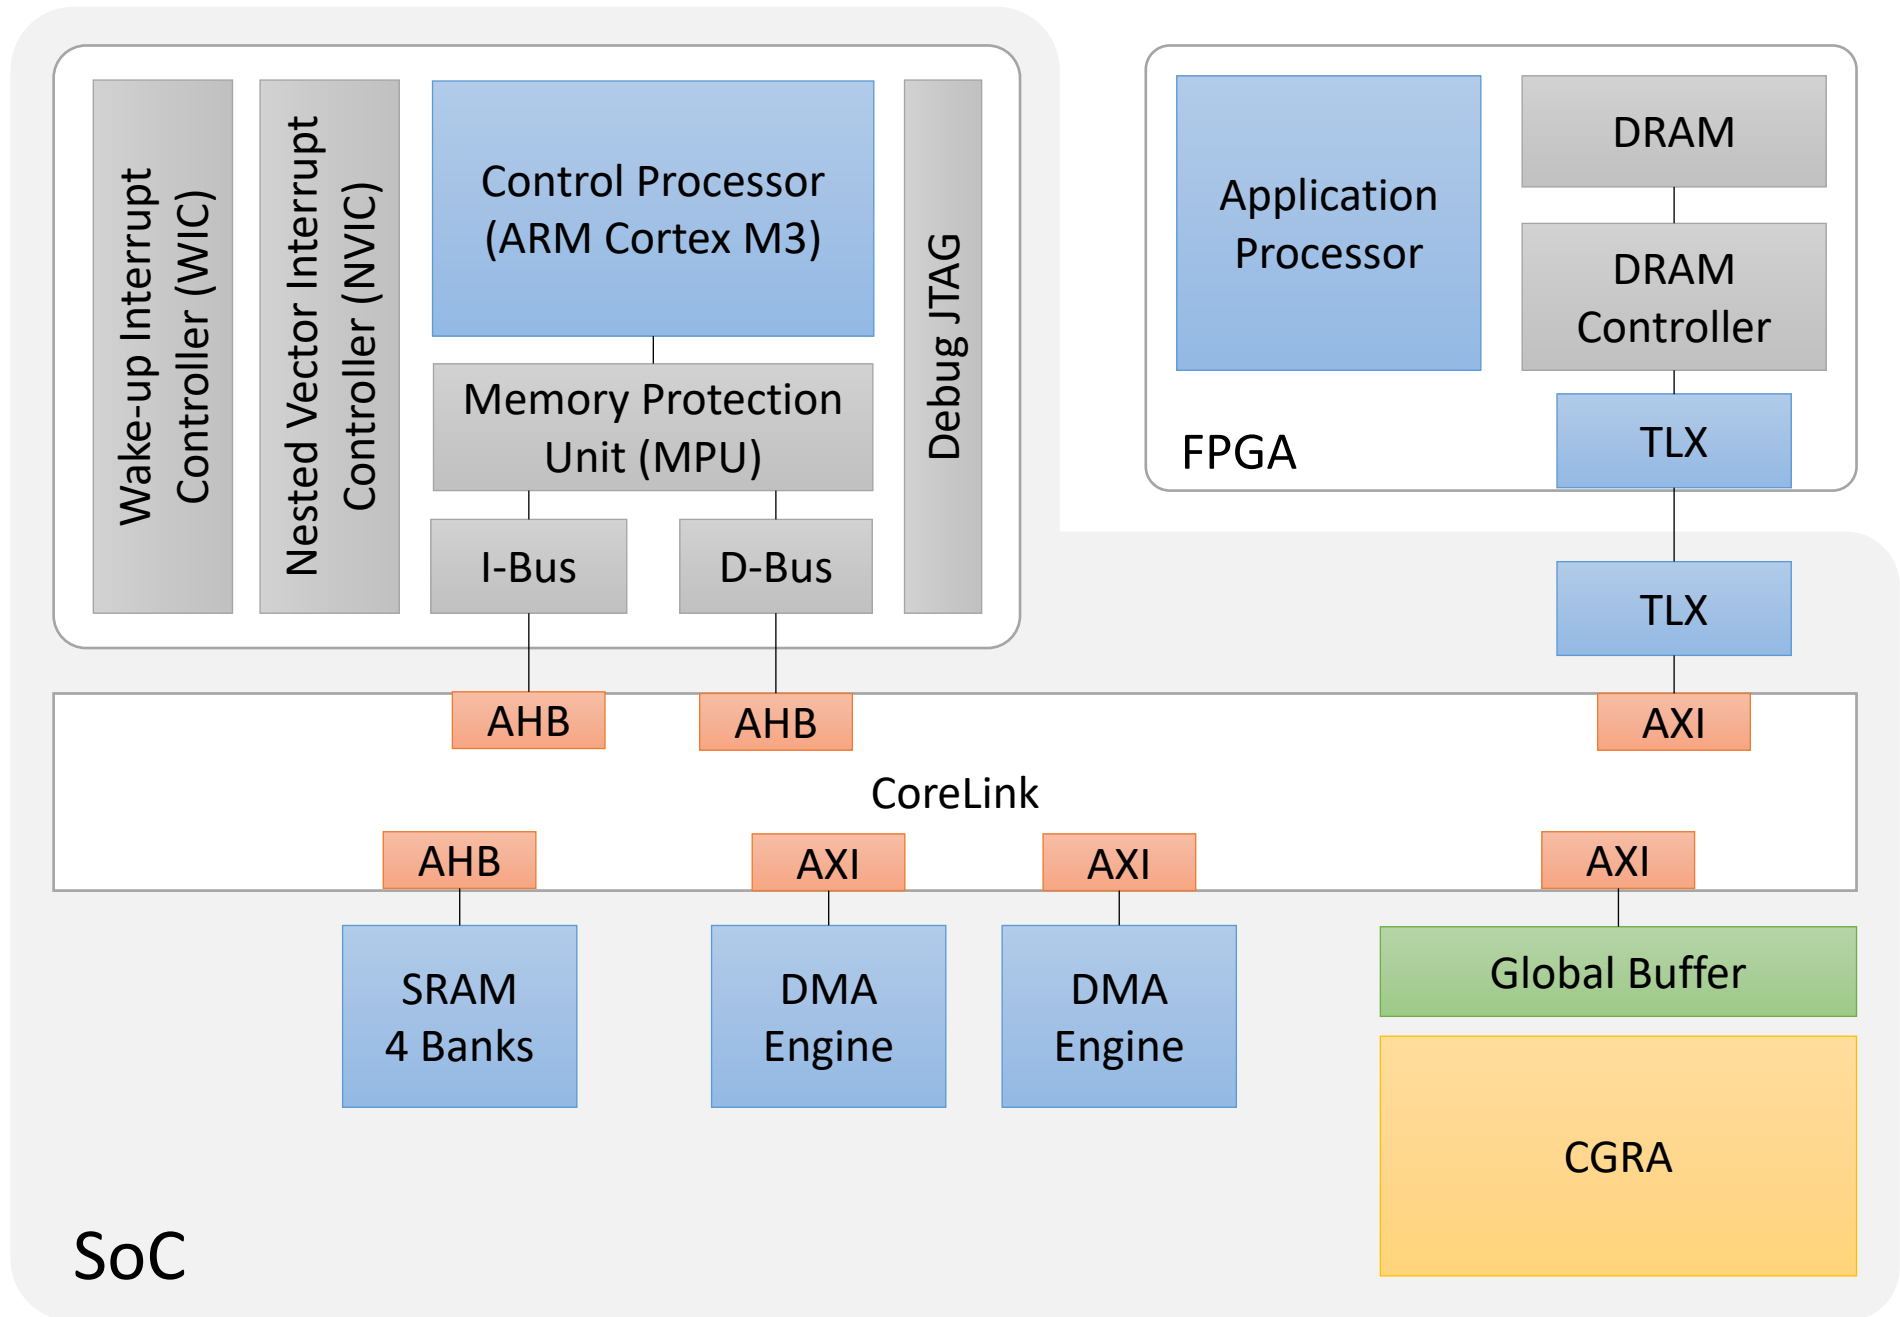 Wake-up Interrupt
Controller (WIC)
Nested Vector Interrupt
Controller (NVIC)
Control Processor
(ARM Cortex M3)
Memory Protection
Unit (MPU)
I-Bus
D-Bus
Debug JTAG
Application
Processor
DRAM
DRAM
Controller
TLX
FPGA
TLX
AHB
AHB
AXI
CoreLink
AHB
AXI
AXI
AXI
SRAM
4 Banks
DMA
Engine
DMA
Engine
Global Buffer
CGRA
SoC